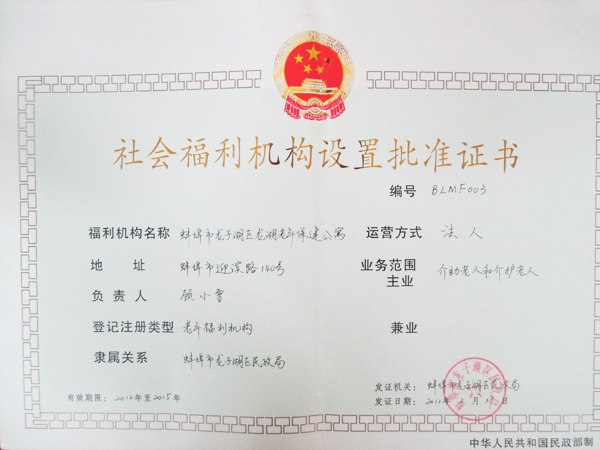 社会福利机构设置批准证书
编号 BLMF003
福利机构名称 蚌埠市龙子湖区龙湖老年保健公寓 运营方式 法人
地址 蚌埠市迎滨路140号 业务范围
主业 介助老人和介护老人
负责人 顾小雪
登记注册类型 老年福利机构 兼业
隶属关系 蚌埠市龙子湖区民政局
发证机关: 蚌埠市龙子湖区民政局
有效期限: 2012年至2015年 发证日期: 2012年 月 日
中华人民共和国民政部制